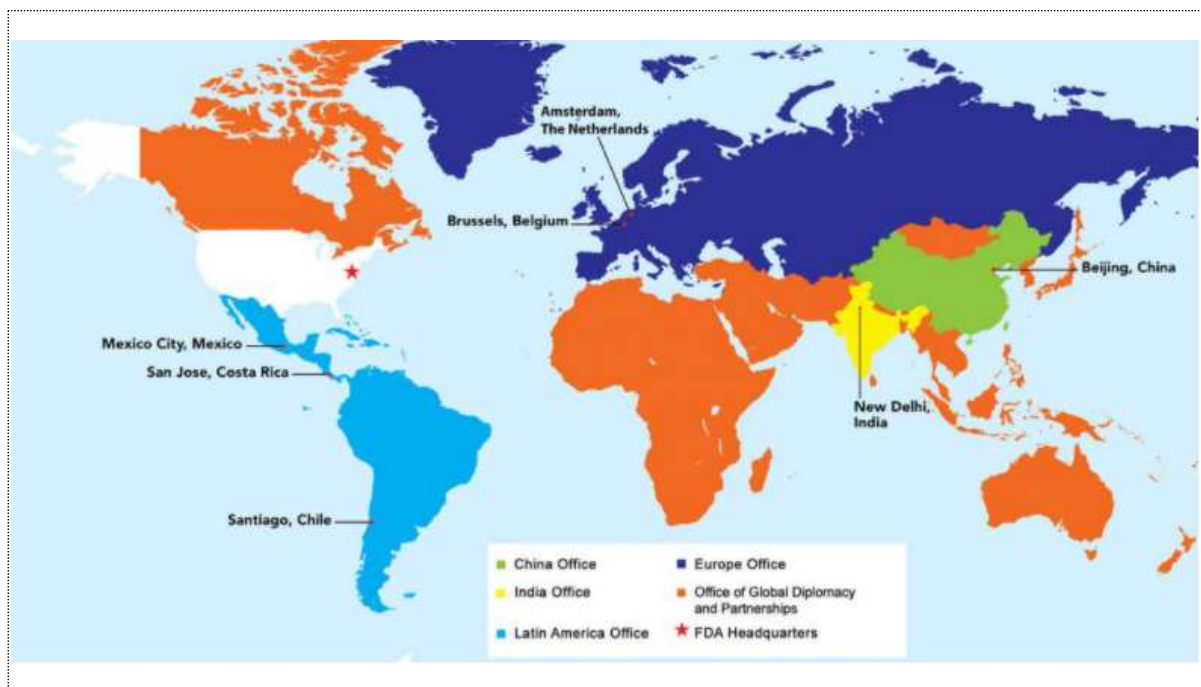 Amsterdam,
The Netherlands
Brussels, Belgium
Beijing, China
Mexico City, Mexico
San Jose, Costa Rica
New Delhi,
India
Santiago, Chile
China Office
Europe Office
India Office
Office of Global Diplomacy
and Partnerships
Latin America Office
FDA Headquarters